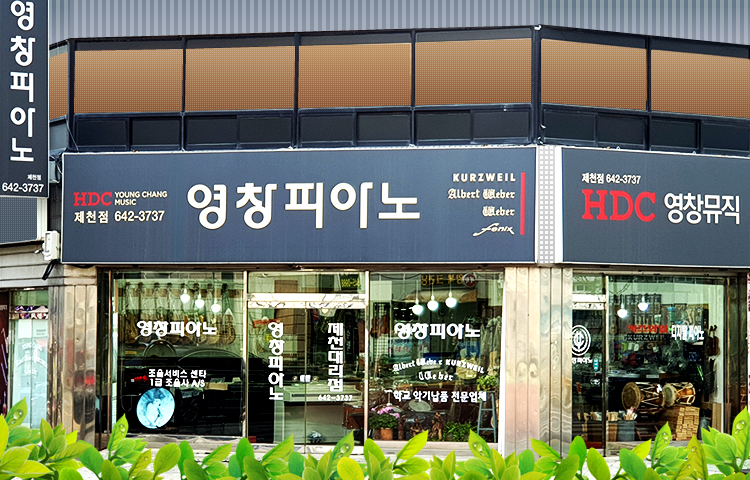 영창피아노
제천점
642-3737
HDC YOUNG CHANG MUSIC
제천점 642-3737
영창피아노
KURZWEIL
Albert Weber
Weber
fenix
제천점 642-3737
HDC 영창뮤직
영창피아노
조율서비스 센타
1급 조율사 A/S
영창피아노
제천대리점
642-3737
영창피아노
Albert Weber KURZWEIL
Weber
학교 악기납품 전문업체
KURZWEIL
디지털피아노